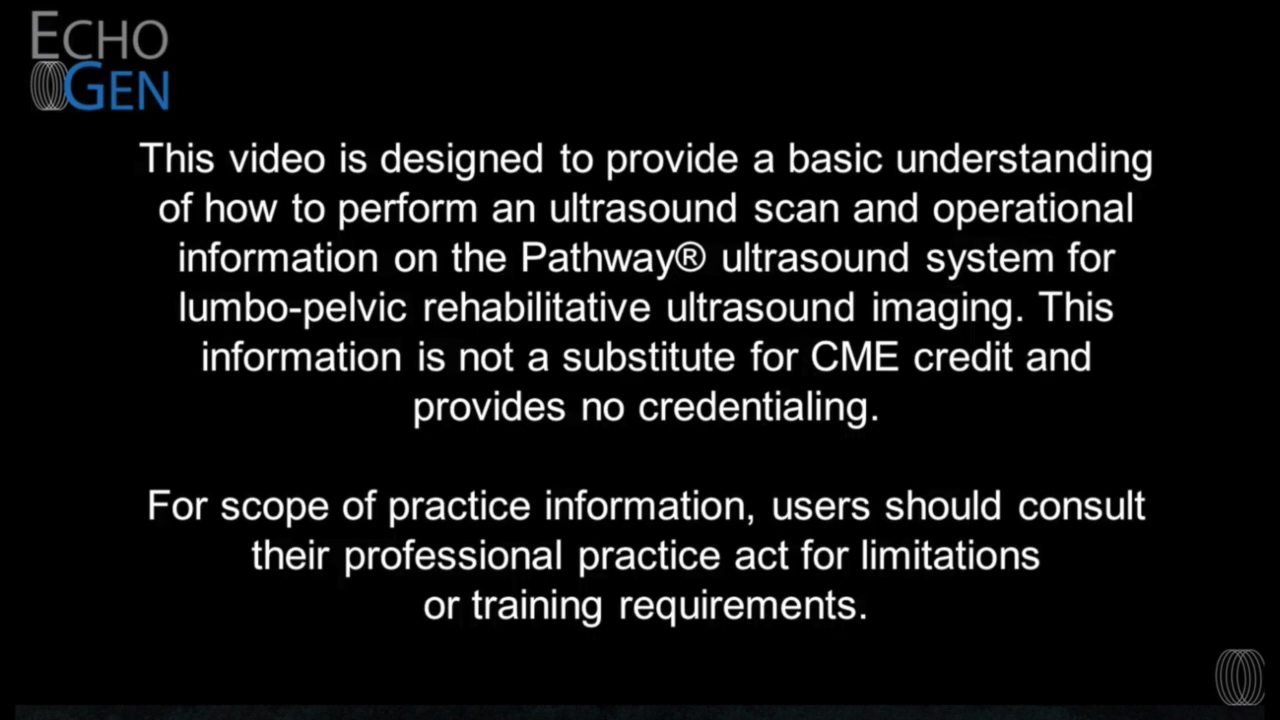 ECHO
GEN
This video is designed to provide a basic understanding
of how to perform an ultrasound scan and operational
information on the Pathway® ultrasound system for
lumbo-pelvic rehabilitative ultrasound imaging. This
information is not a substitute for CME credit and
provides no credentialing.
For scope of practice information, users should consult
their professional practice act for limitations
or training requirements.